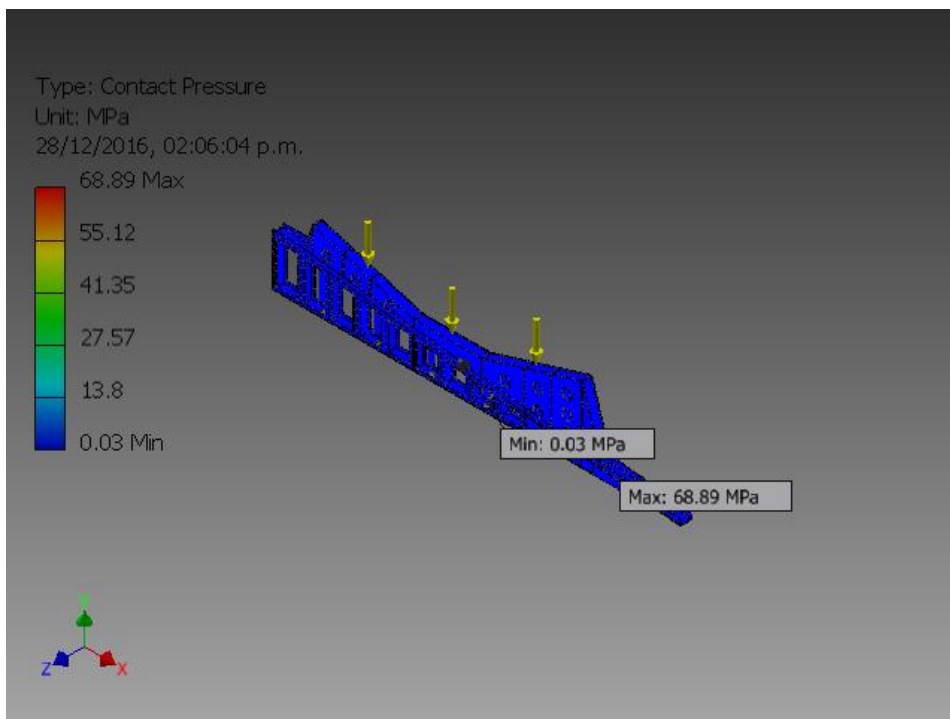 Type: Contact Pressure
Unit: MPa
28/12/2016, 02:06:04 p.m.
68.89 Max
55.12
41.35
27.57
13.8
0.03 Min
Min: 0.03 MPa
Max: 68.89 MPa
Y
Z
X